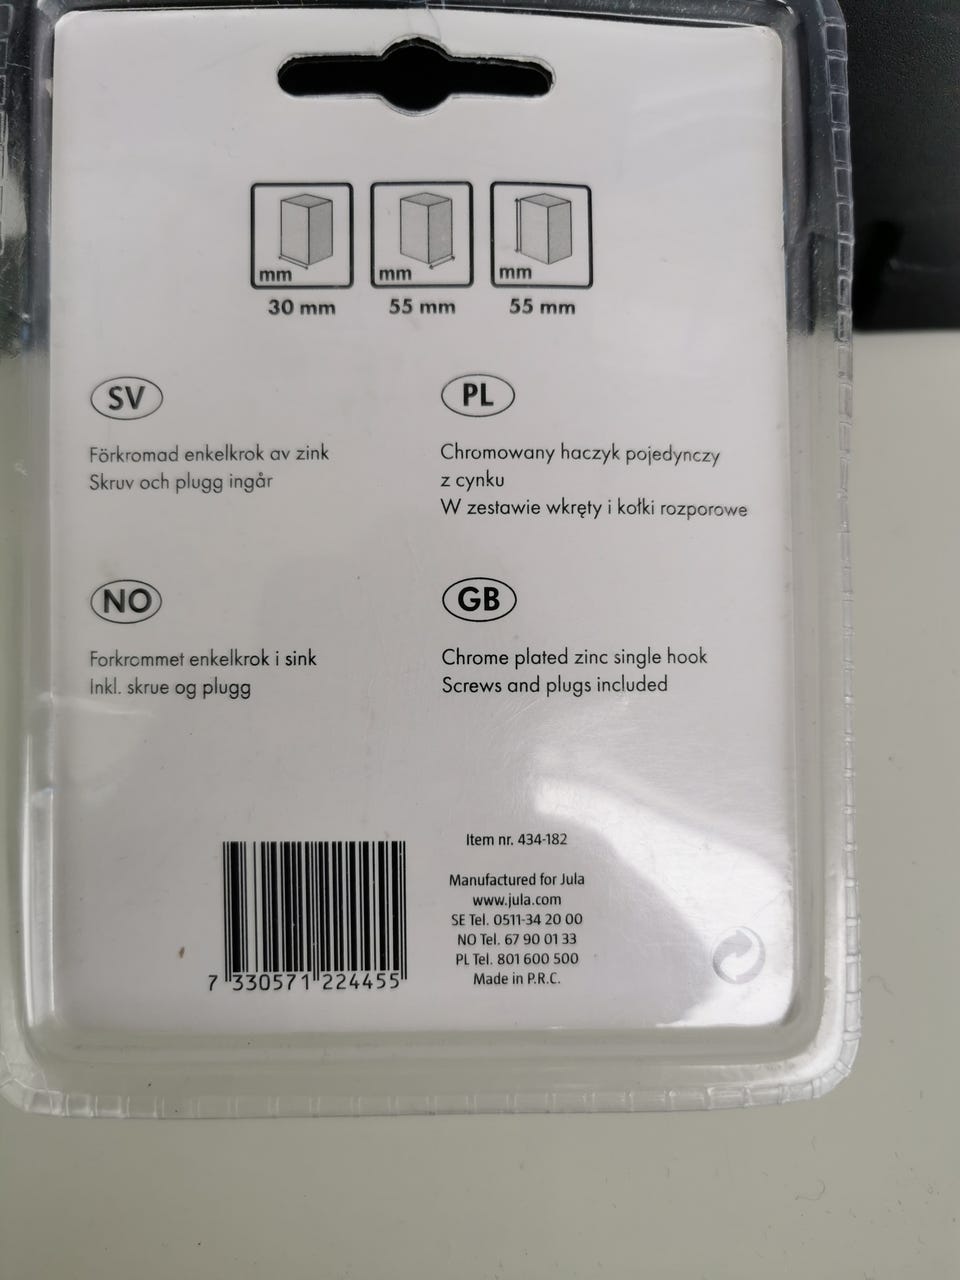 mm mm mm
30 mm 55 mm 55 mm
SV
Förkromad enkelkrok av zink
Skruv och plugg ingår
PL
Chromowany haczyk pojedynczy
z cynku
W zestawie wkręty i kołki rozporowe
NO
Forkrommet enkelkrok i sink
Inkl. skrue og plugg
GB
Chrome plated zinc single hook
Screws and plugs included
7 330571 224455
Item nr. 434-182
Manufactured for Jula
www.jula.com
SE Tel. 0511-34 20 00
NO Tel. 67 90 01 33
PL Tel. 801 600 500
Made in P.R.C.